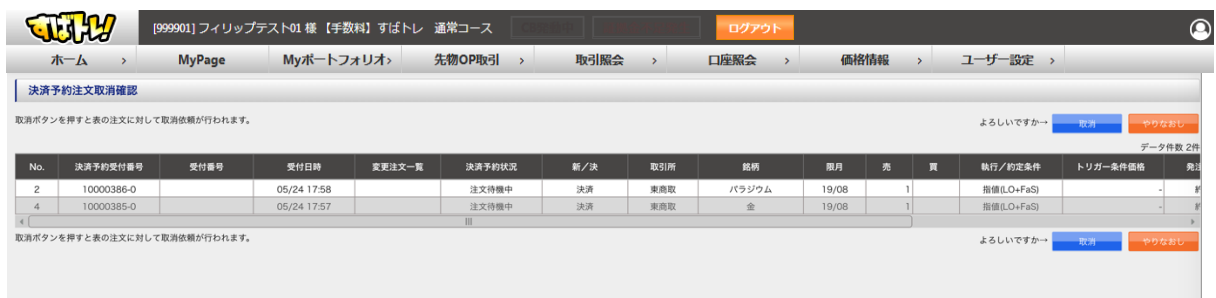 すばトレ!
[999901] フィリップテスト01 様 【手数料】すばトレ 通常コース ログアウト
ホーム > MyPage Myポートフォリオ> 先物OP取引 > 取引照会 > 口座照会 > 価格情報 > ユーザー設定 >
決済予約注文取消確認
取消ボタンを押すと表の注文に対して取消依頼が行われます。 よろしいですか→ 取消 やりなおし
データ件数 2件
No. 決済予約受付番号 受付番号 受付日時 変更注文一覧 決済予約状況 新/決 取引所 銘柄 限月 売 買 執行/約定条件 トリガー条件価格
2 10000386-0 05/24 17:58 注文待機中 決済 東商取 パラジウム 19/08 1 指値(LO+FaS) -
4 10000385-0 05/24 17:57 注文待機中 決済 東商取 金 19/08 1 指値(LO+FaS) -
取消ボタンを押すと表の注文に対して取消依頼が行われます。 よろしいですか→ 取消 やりなおし